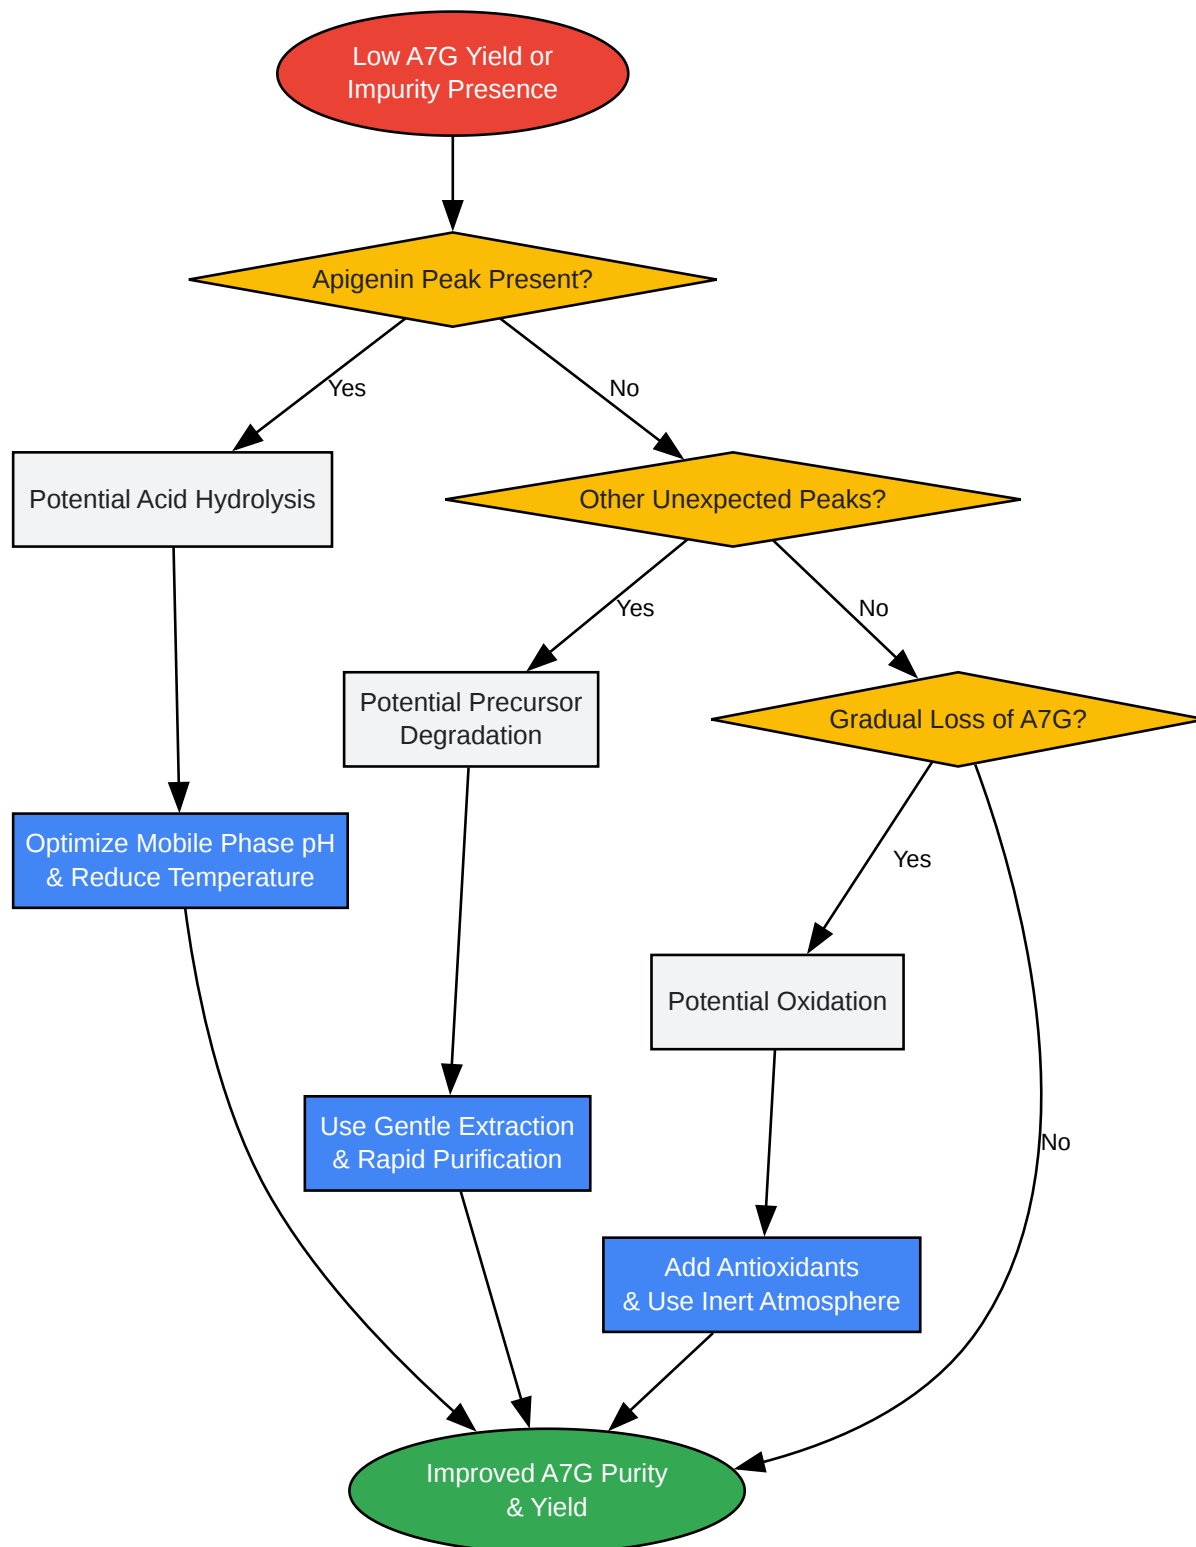 Low A7G Yield or
Impurity Presence
Apigenin Peak Present?
Yes
No
Potential Acid Hydrolysis
Other Unexpected Peaks?
Yes
No
Potential Precursor
Degradation
Gradual Loss of A7G?
Optimize Mobile Phase pH
& Reduce Temperature
Yes
Potential Oxidation
Use Gentle Extraction
& Rapid Purification
No
Add Antioxidants
& Use Inert Atmosphere
Improved A7G Purity
& Yield